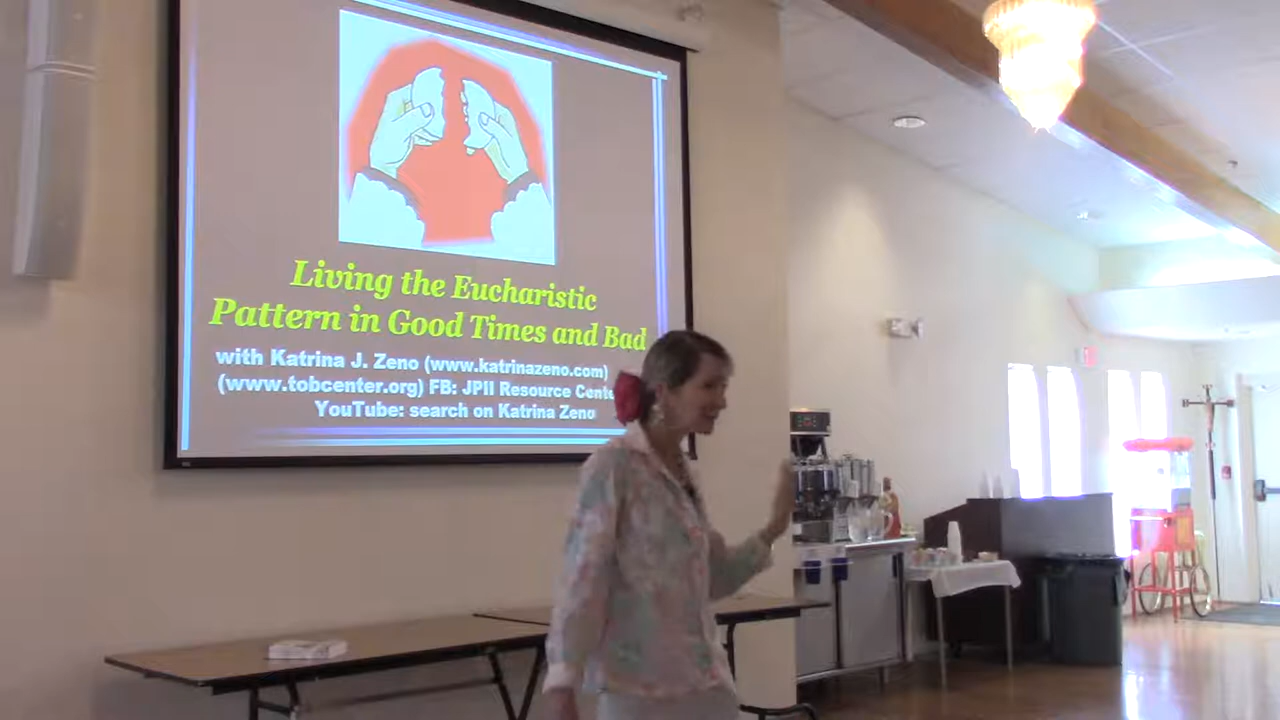 Living the Eucharistic
Pattern in Good Times and Bad
with Katrina J. Zeno (www.katrinazeno.com)
(www.tobcenter.org) FB: JPII Resource Cente
YouTube: search on Katrina Zeno